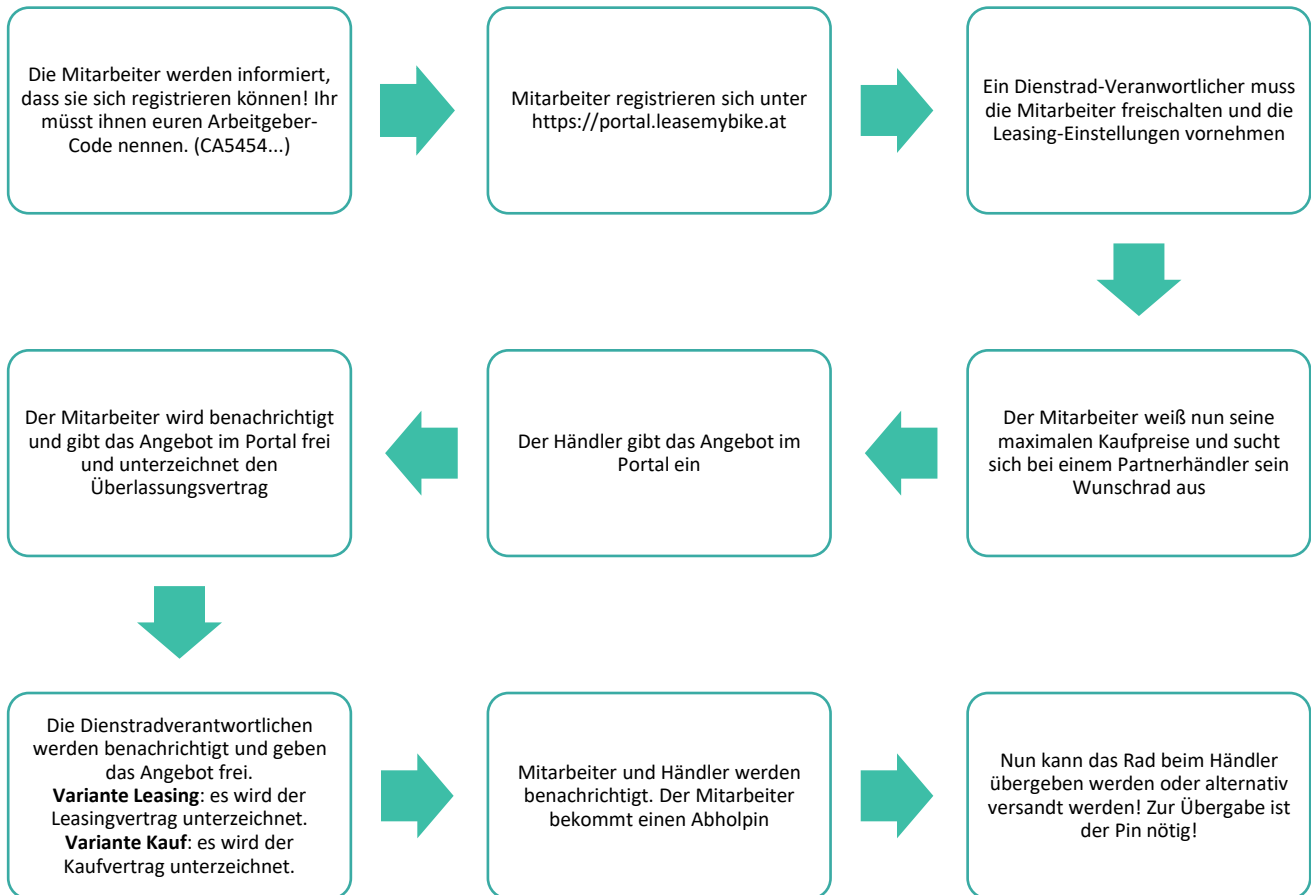 Die Mitarbeiter werden informiert,
dass sie sich registrieren können! Ihr
müsst ihnen euren Arbeitgeber-
Code nennen. (CA5454...)
Mitarbeiter registrieren sich unter
https://portal.leasemybike.at
Ein Dienstrad-Veranwortlicher muss
die Mitarbeiter freischalten und die
Leasing-Einstellungen vornehmen
Der Mitarbeiter weiß nun seine
maximalen Kaufpreise und sucht
sich bei einem Partnerhändler sein
Wunschrad aus
Der Händler gibt das Angebot im
Portal ein
Der Mitarbeiter wird benachrichtigt
und gibt das Angebot im Portal frei
und unterzeichnet den
Überlassungsvertrag
Die Dienstradverantwortlichen
werden benachrichtigt und geben
das Angebot frei.
Variante Leasing: es wird der
Leasingvertrag unterzeichnet.
Variante Kauf: es wird der
Kaufvertrag unterzeichnet.
Mitarbeiter und Händler werden
benachrichtigt. Der Mitarbeiter
bekommt einen Abholpin
Nun kann das Rad beim Händler
übergeben werden oder alternativ
versandt werden! Zur Übergabe ist
der Pin nötig!